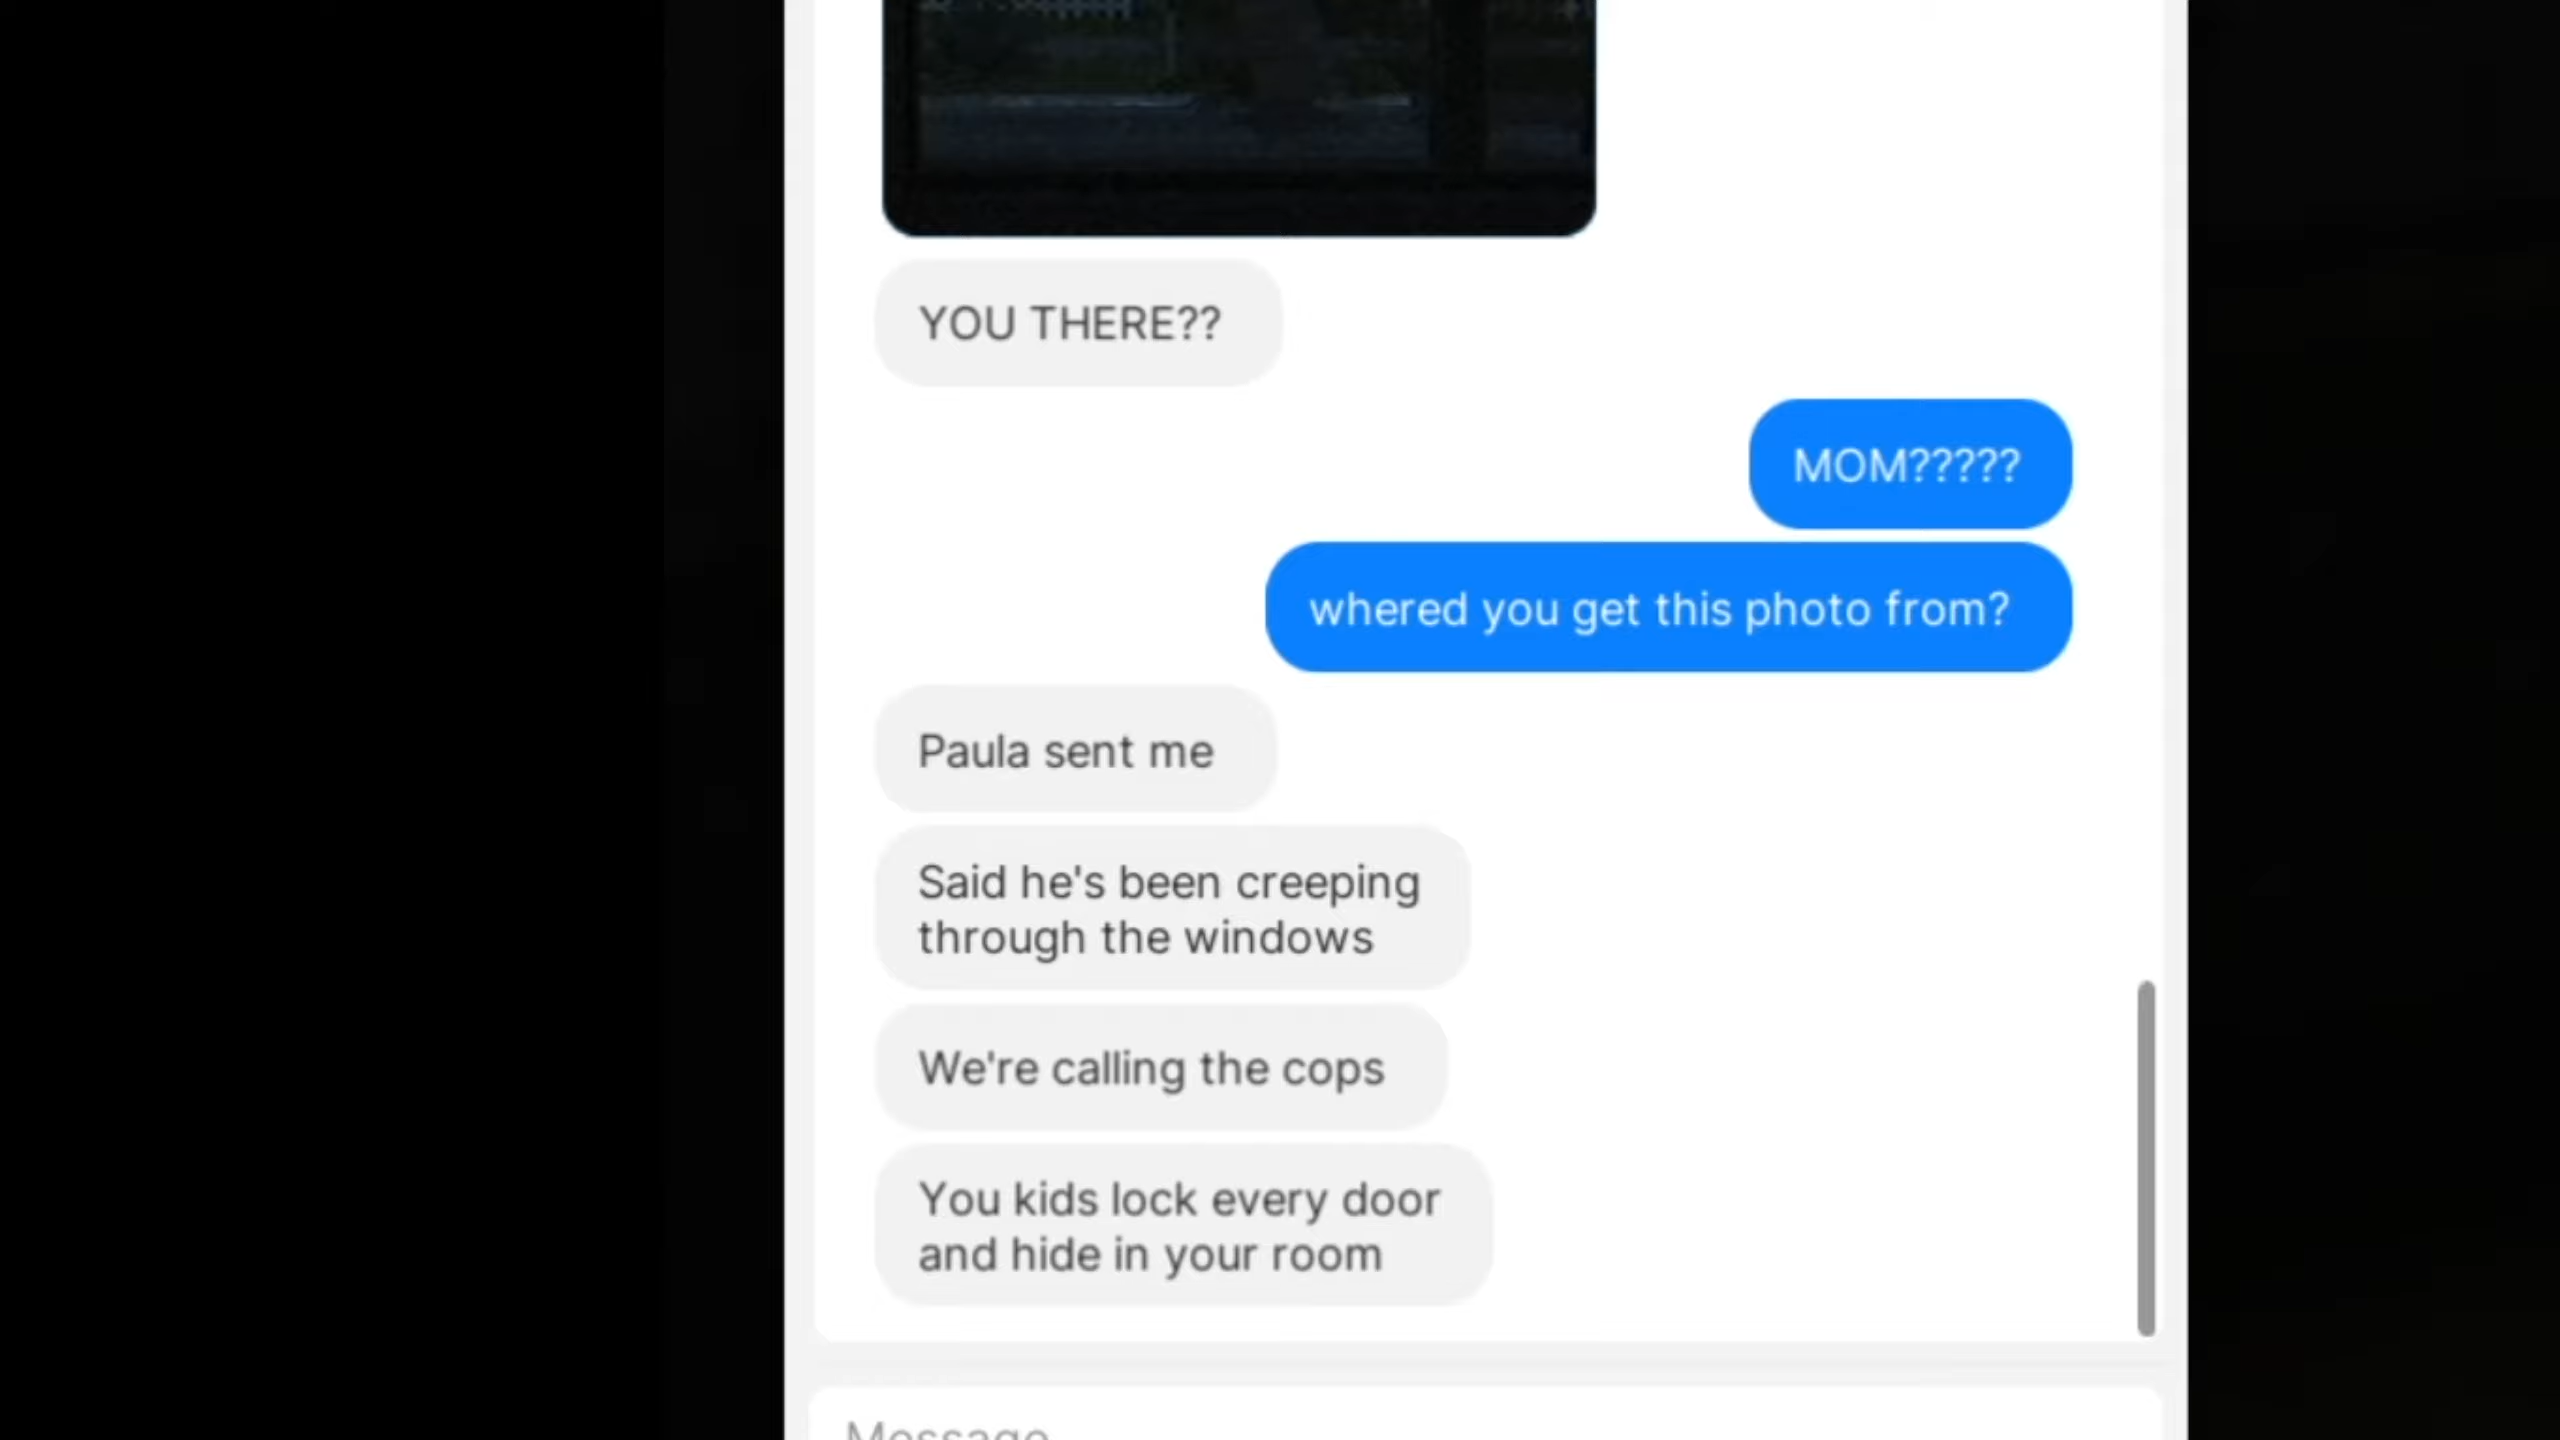 YOU THERE??
MOM?????
whered you get this photo from?
Paula sent me
Said he's been creeping
through the windows
We're calling the cops
You kids lock every door
and hide in your room
Message